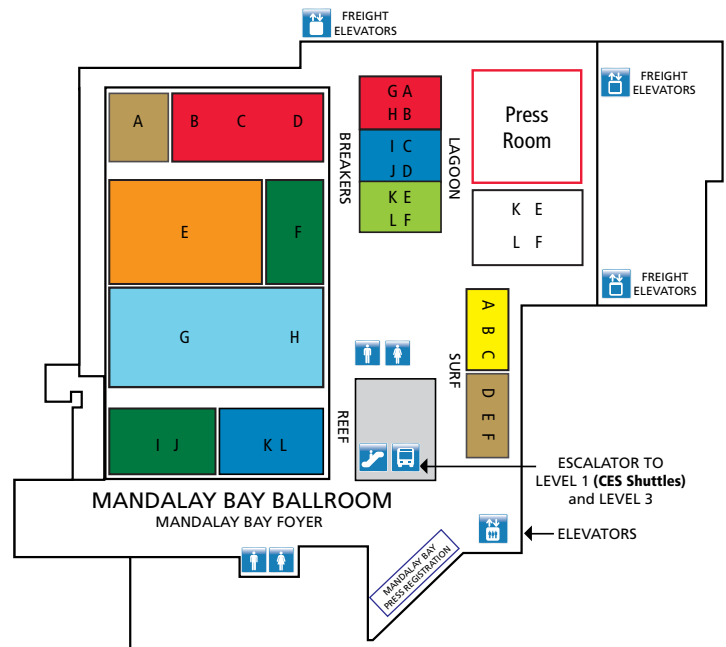 FREIGHT
ELEVATORS
FREIGHT
ELEVATORS
A B C D
G A
H B
I C
J D
K E
L F
BREAKERS
LAGOON
Press
Room
K E
L F
E F
FREIGHT
ELEVATORS
G H
A
B
C
SURF
D
E
F
I J
K L
REEF
ESCALATOR TO
LEVEL 1 (CES Shuttles)
and LEVEL 3
MANDALAY BAY BALLROOM
MANDALAY BAY FOYER
ELEVATORS
MANDALAY BAY
PRESS REGISTRATION